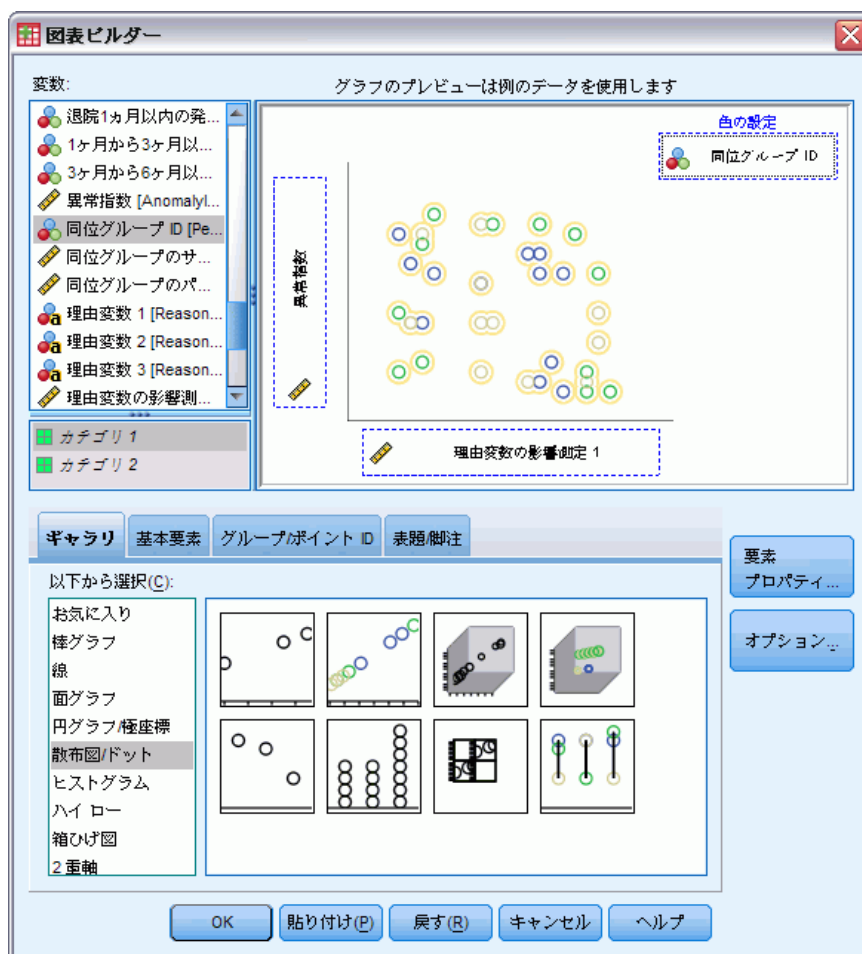 図表ビルダー
変数:
グラフのプレビューは例のデータを使用します
退院1ヵ月以内の発...
1ヶ月から3ヶ月以...
3ヶ月から6ヶ月以...
異常指数 [Anomalyl...
同位グループ ID [Pe...
同位グループのサ...
同位グループのパ...
理由変数 1 [Reason...
理由変数 2 [Reason...
理由変数 3 [Reason...
理由変数の影響測...
カテゴリ 1
カテゴリ 2
色の設定
同位グループ ID
異常指数
理由変数の影響測定 1
ギャラリ
基本要素
グループ/ポイント ID
表題/脚注
以下から選択(C):
お気に入り
棒グラフ
線
面グラフ
円グラフ/極座標
散布図/ドット
ヒストグラム
ハイ ロー
箱ひげ図
2 重軸
要素
プロパティ...
オプション...
OK
貼り付け(P)
戻す(R)
キャンセル
ヘルプ